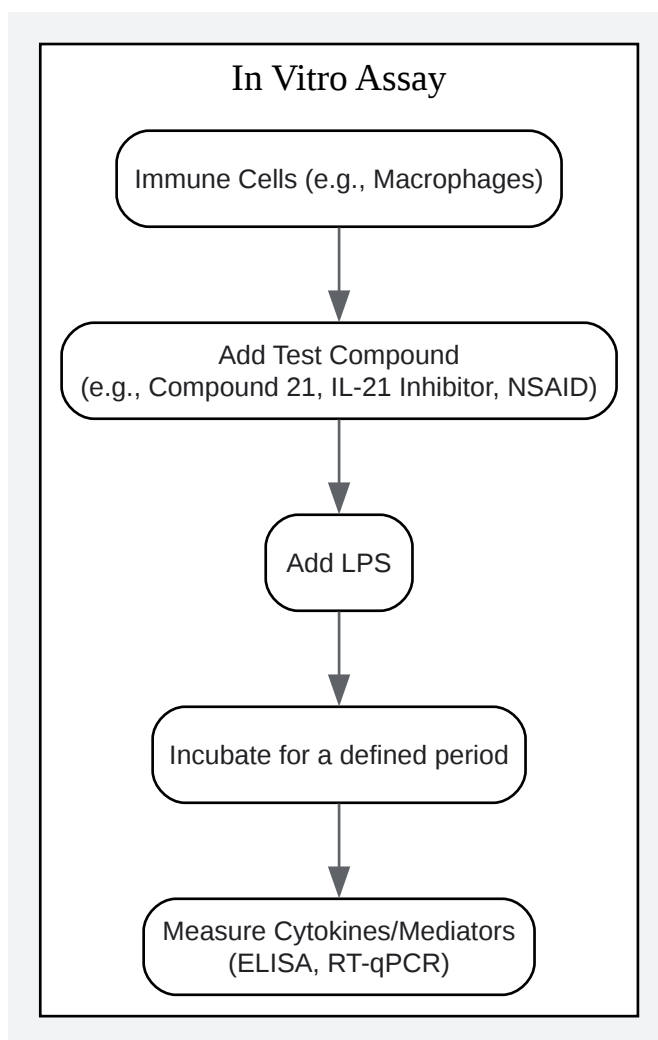 In Vitro Assay
Immune Cells (e.g., Macrophages)
Add Test Compound
(e.g., Compound 21, IL-21 Inhibitor, NSAID)
Add LPS
Incubate for a defined period
Measure Cytokines/Mediators
(ELISA, RT-qPCR)